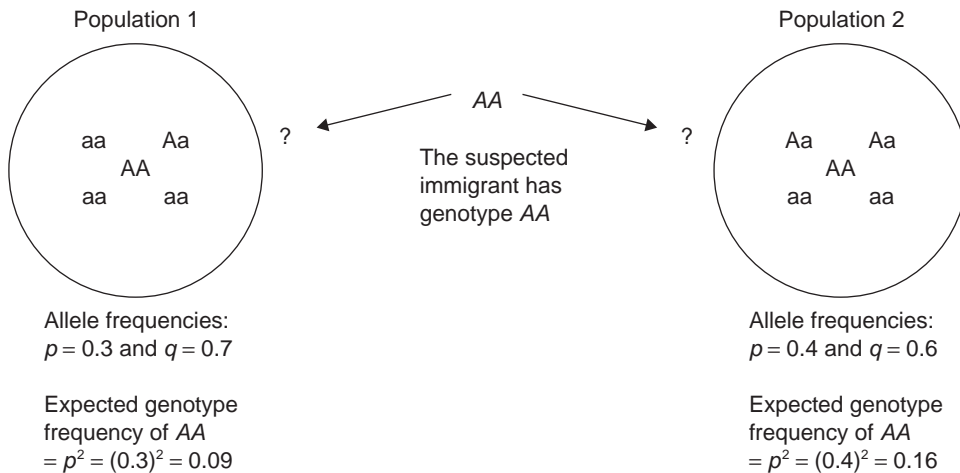 Population 1
aa Aa
AA
aa aa
Allele frequencies:
p = 0.3 and q = 0.7
Expected genotype
frequency of AA
= p² = (0.3)² = 0.09
?
AA
?
The suspected
immigrant has
genotype AA
Population 2
Aa Aa
AA
aa aa
Allele frequencies:
p = 0.4 and q = 0.6
Expected genotype
frequency of AA
= p² = (0.4)² = 0.16